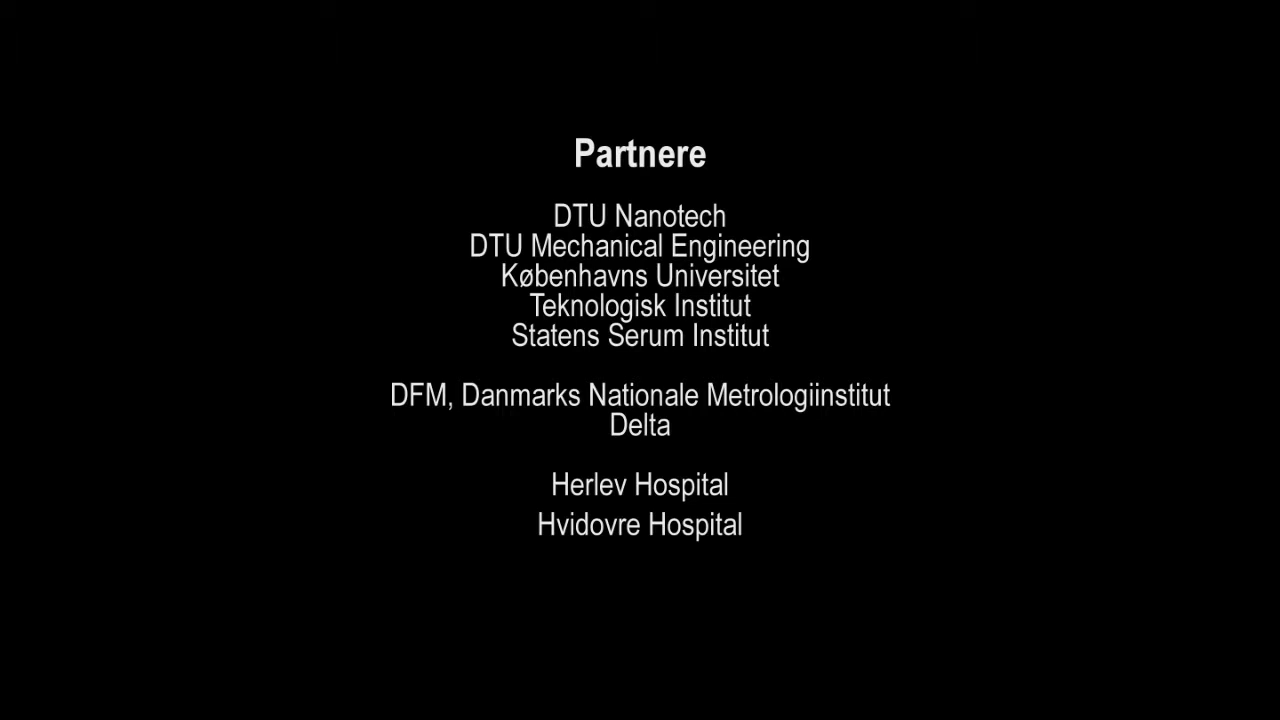 Partnere
DTU Nanotech
DTU Mechanical Engineering
Københavns Universitet
Teknologisk Institut
Statens Serum Institut
DFM, Danmarks Nationale Metrologiinstitut
Delta
Herlev Hospital
Hvidovre Hospital